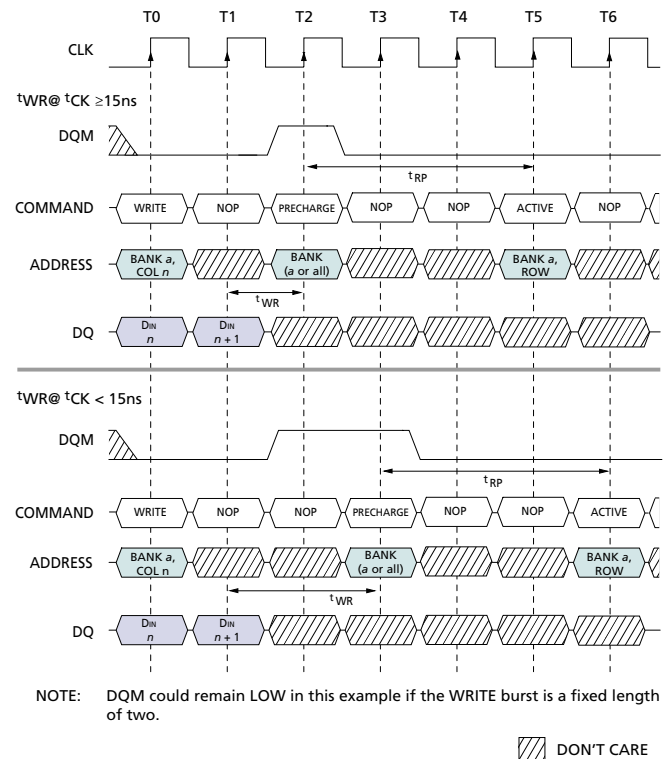 T0 T1 T2 T3 T4 T5 T6
CLK
tWR@ tCK ≥15ns
DQM
tRP
COMMAND WRITE NOP PRECHARGE NOP NOP ACTIVE NOP
ADDRESS BANK a, COL n BANK (a or all) BANK a, ROW
tWR
DQ DIN n DIN n + 1
tWR@ tCK < 15ns
DQM
tRP
COMMAND WRITE NOP NOP PRECHARGE NOP NOP ACTIVE
ADDRESS BANK a, COL n BANK (a or all) BANK a, ROW
tWR
DQ DIN n DIN n + 1
NOTE: DQM could remain LOW in this example if the WRITE burst is a fixed length
of two.
DON'T CARE